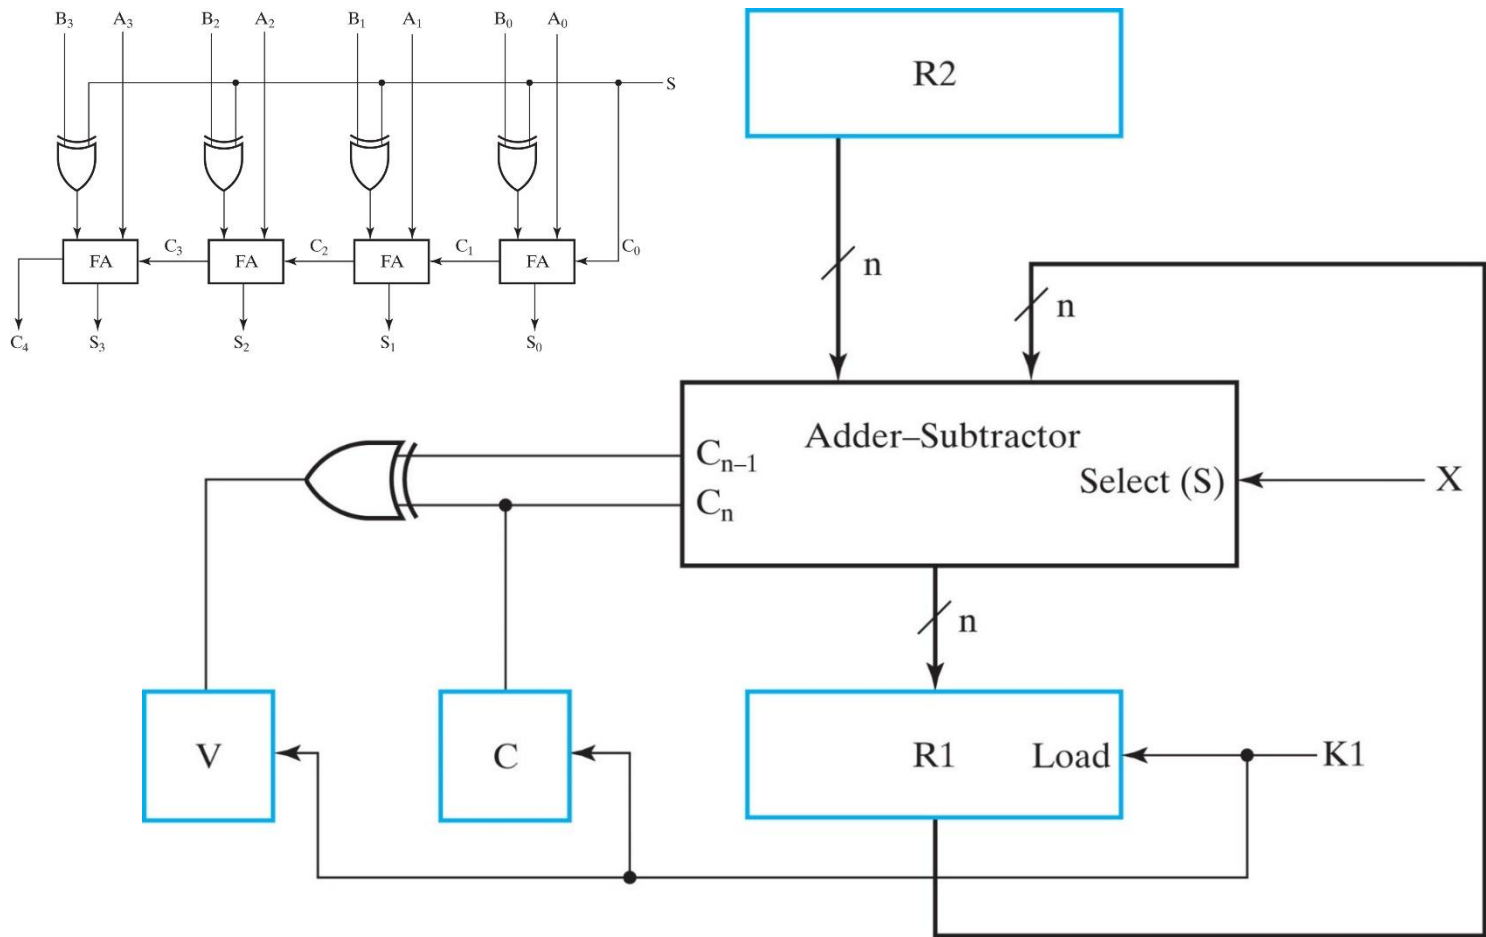 B₃ A₃ B₂ A₂ B₁ A₁ B₀ A₀
S
C₃ C₂ C₁ C₀
FA FA FA FA
C₄ S₃ S₂ S₁ S₀
R2
n
n
Adder–Subtractor
Cₙ₋₁
Select (S) X
Cₙ
n
V C R1 Load K1